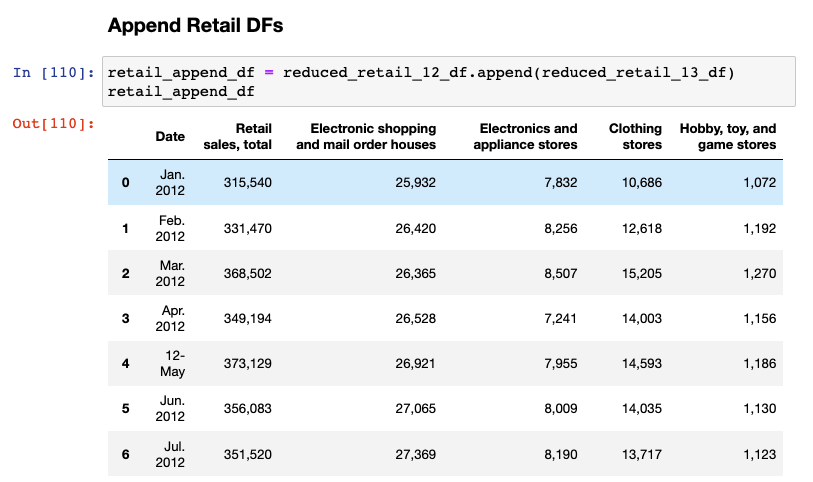 Append Retail DFs
In [110]: retail_append_df = reduced_retail_12_df.append(reduced_retail_13_df)
retail_append_df
Out[110]:
Date Retail sales, total Electronic shopping and mail order houses Electronics and appliance stores Clothing stores Hobby, toy, and game stores
0 Jan. 2012 315,540 25,932 7,832 10,686 1,072
1 Feb. 2012 331,470 26,420 8,256 12,618 1,192
2 Mar. 2012 368,502 26,365 8,507 15,205 1,270
3 Apr. 2012 349,194 26,528 7,241 14,003 1,156
4 12-May 373,129 26,921 7,955 14,593 1,186
5 Jun. 2012 356,083 27,065 8,009 14,035 1,130
6 Jul. 2012 351,520 27,369 8,190 13,717 1,123